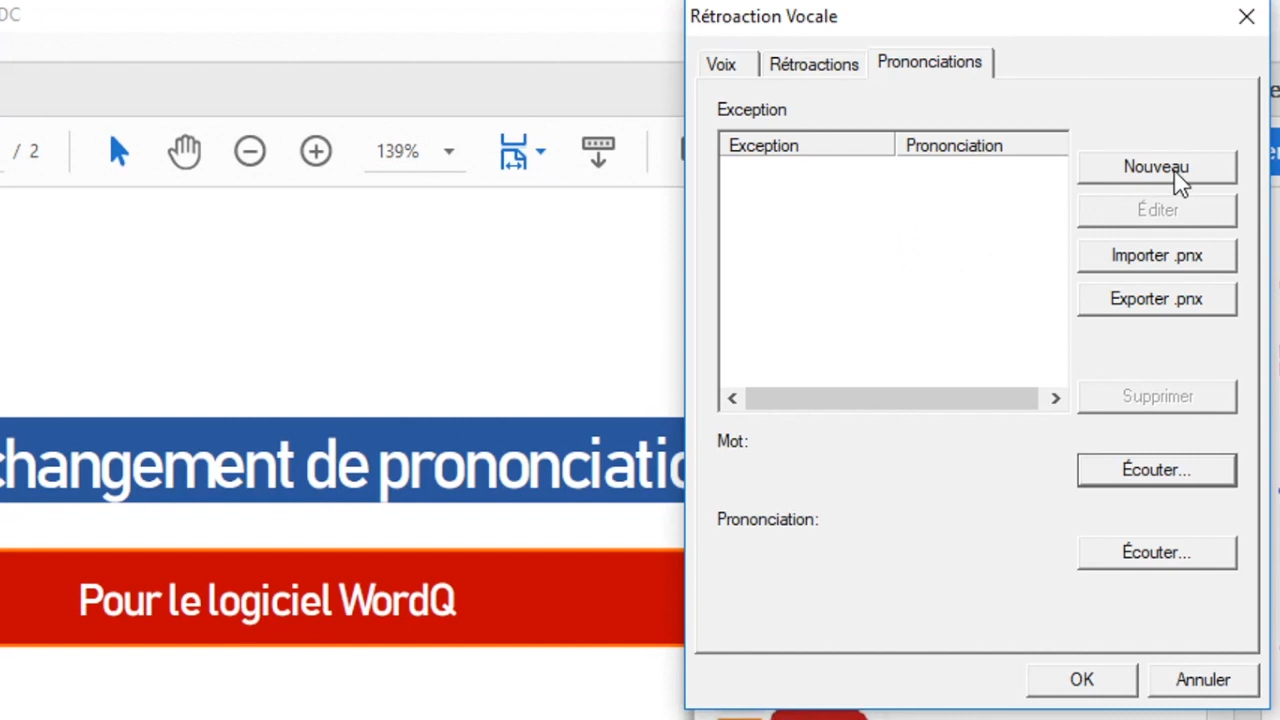 DC
/ 2
139%
changement de prononciatio
Pour le logiciel WordQ
Rétroaction Vocale
Voix
Rétroactions
Prononciations
Exception
Exception
Prononciation
Nouveau
Éditer
Importer .pnx
Exporter .pnx
Supprimer
Mot:
Écouter...
Prononciation:
Écouter...
OK
Annuler